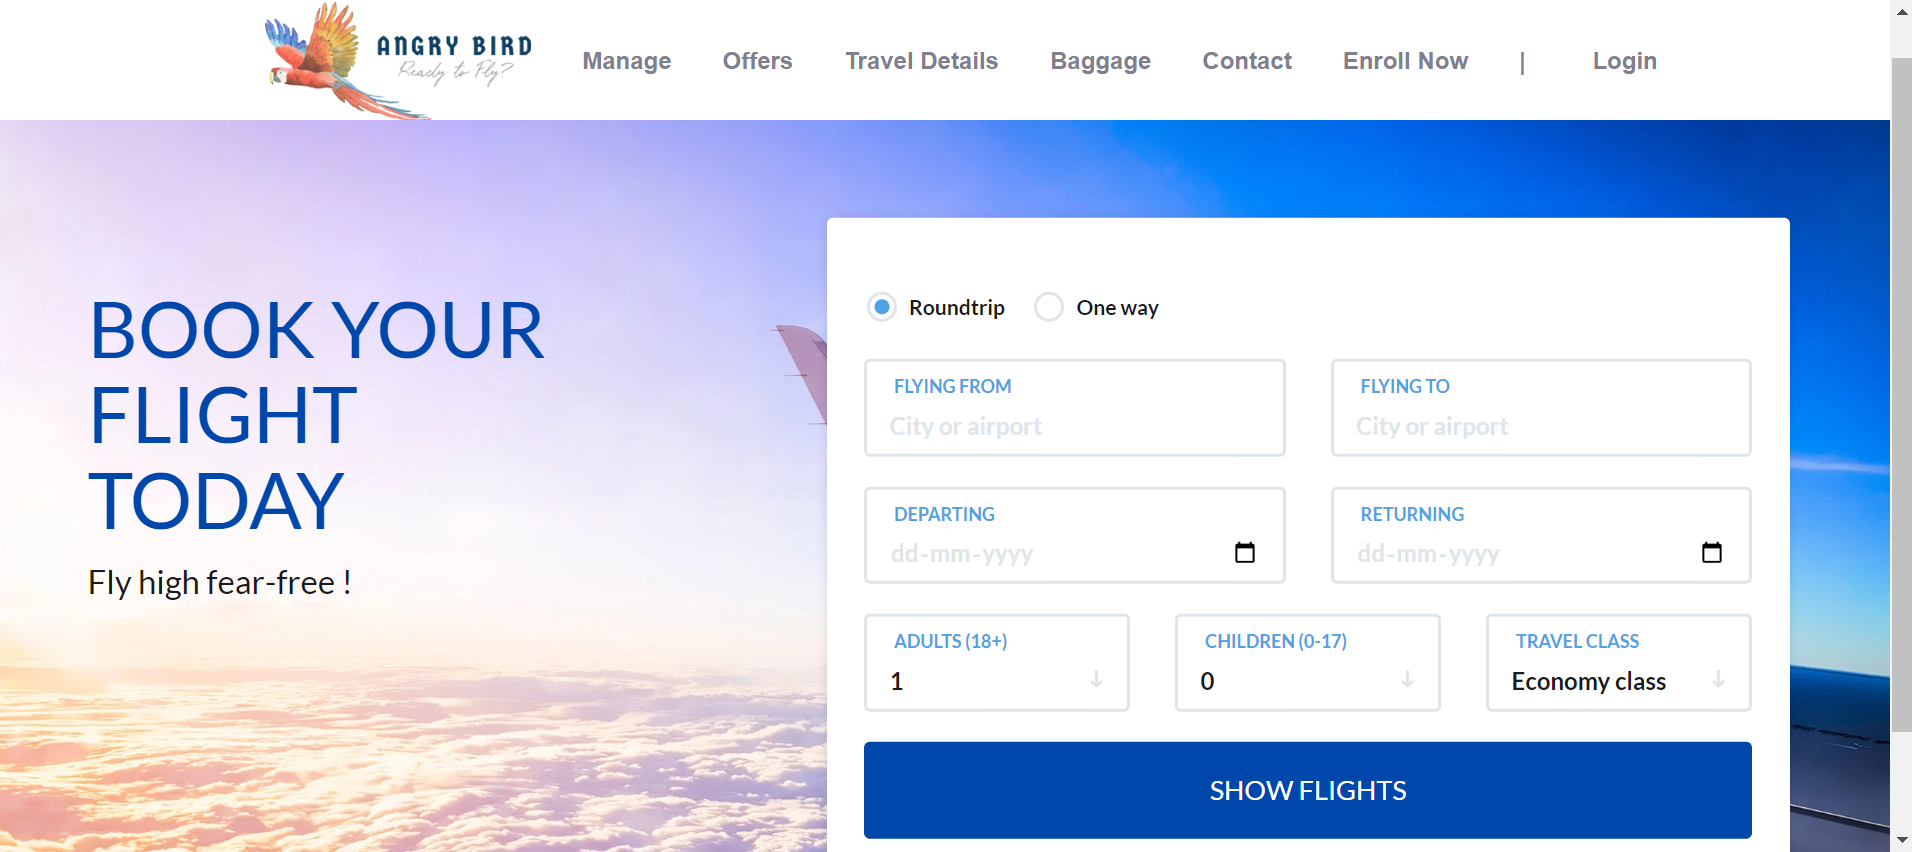 ANGRY BIRD
Ready to Fly?
Manage Offers Travel Details Baggage Contact Enroll Now | Login
BOOK YOUR
FLIGHT
TODAY
Fly high fear-free !
Roundtrip One way
FLYING FROM
City or airport
FLYING TO
City or airport
DEPARTING
dd-mm-yyyy
RETURNING
dd-mm-yyyy
ADULTS (18+)
1
CHILDREN (0-17)
0
TRAVEL CLASS
Economy class
SHOW FLIGHTS